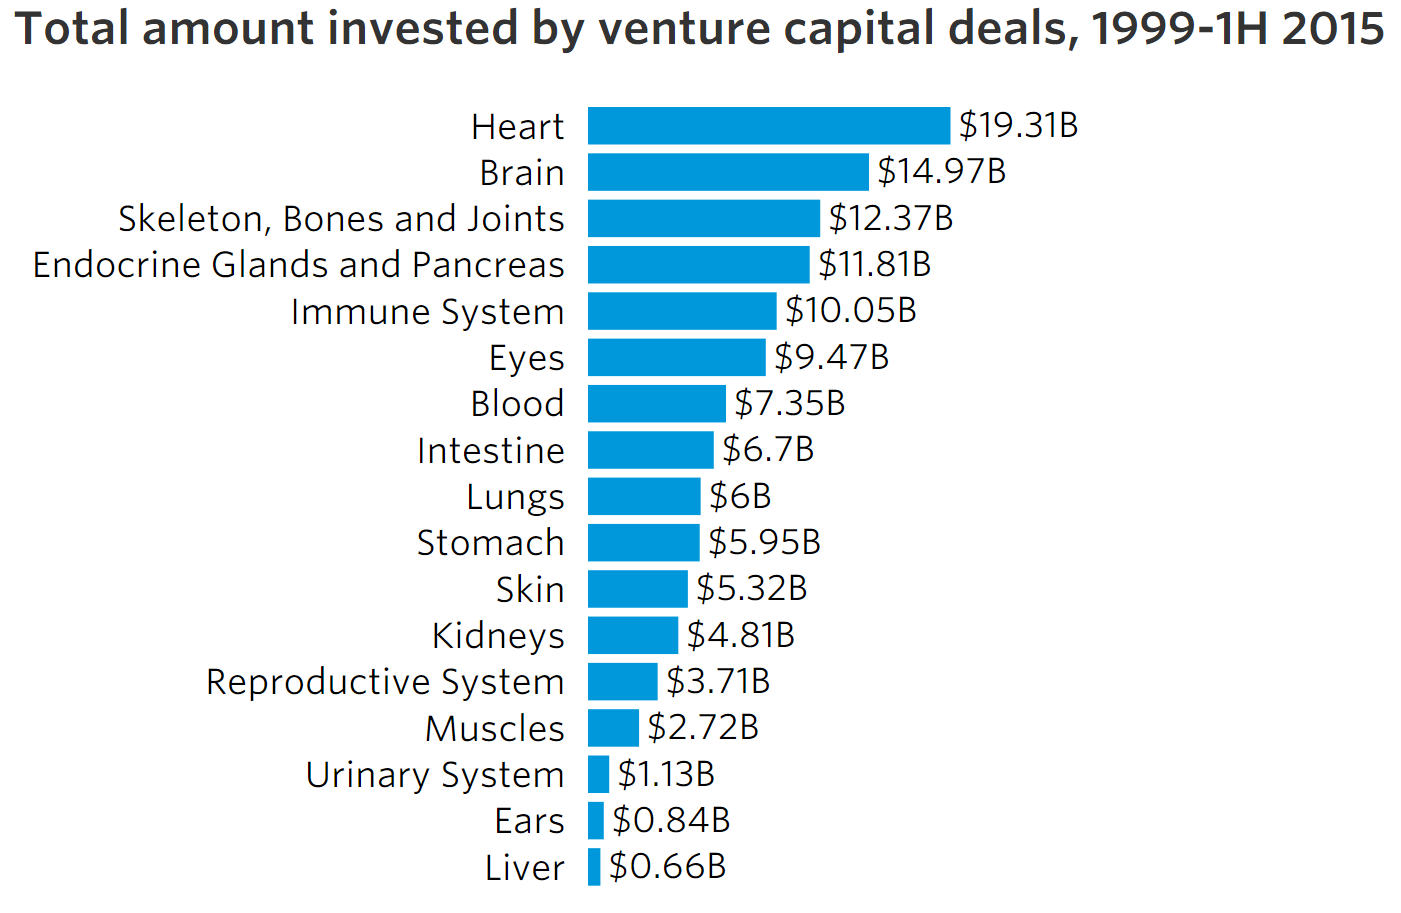 Total amount invested by venture capital deals, 1999-1H 2015
Heart $19.31B
Brain $14.97B
Skeleton, Bones and Joints $12.37B
Endocrine Glands and Pancreas $11.81B
Immune System $10.05B
Eyes $9.47B
Blood $7.35B
Intestine $6.7B
Lungs $6B
Stomach $5.95B
Skin $5.32B
Kidneys $4.81B
Reproductive System $3.71B
Muscles $2.72B
Urinary System $1.13B
Ears $0.84B
Liver $0.66B